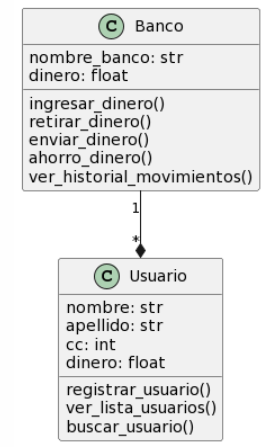 C Banco
nombre_banco: str
dinero: float
ingresar_dinero()
retirar_dinero()
enviar_dinero()
ahorro_dinero()
ver_historial_movimientos()
1
*
C Usuario
nombre: str
apellido: str
cc: int
dinero: float
registrar_usuario()
ver_lista_usuarios()
buscar_usuario()